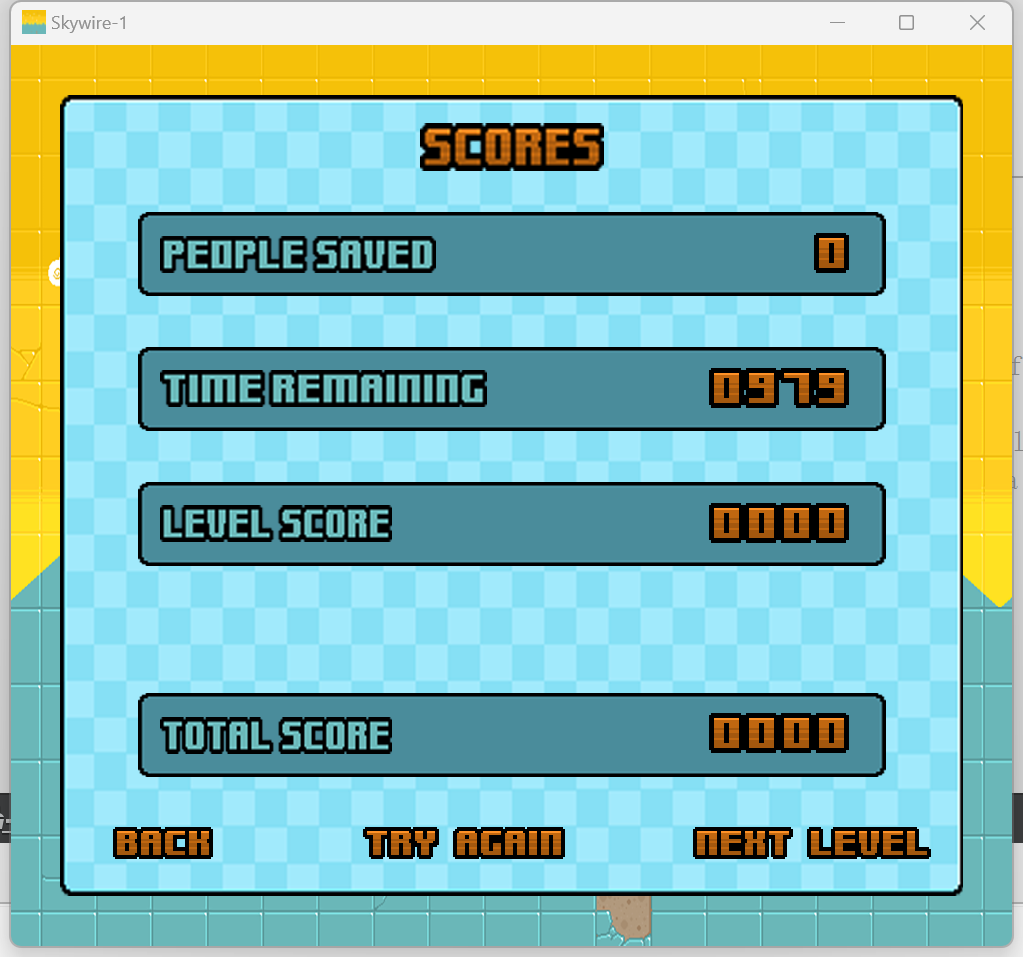 Skywire-1
SCORES
PEOPLE SAVED 0
TIME REMAINING 0979
LEVEL SCORE 0000
TOTAL SCORE 0000
BACK TRY AGAIN NEXT LEVEL